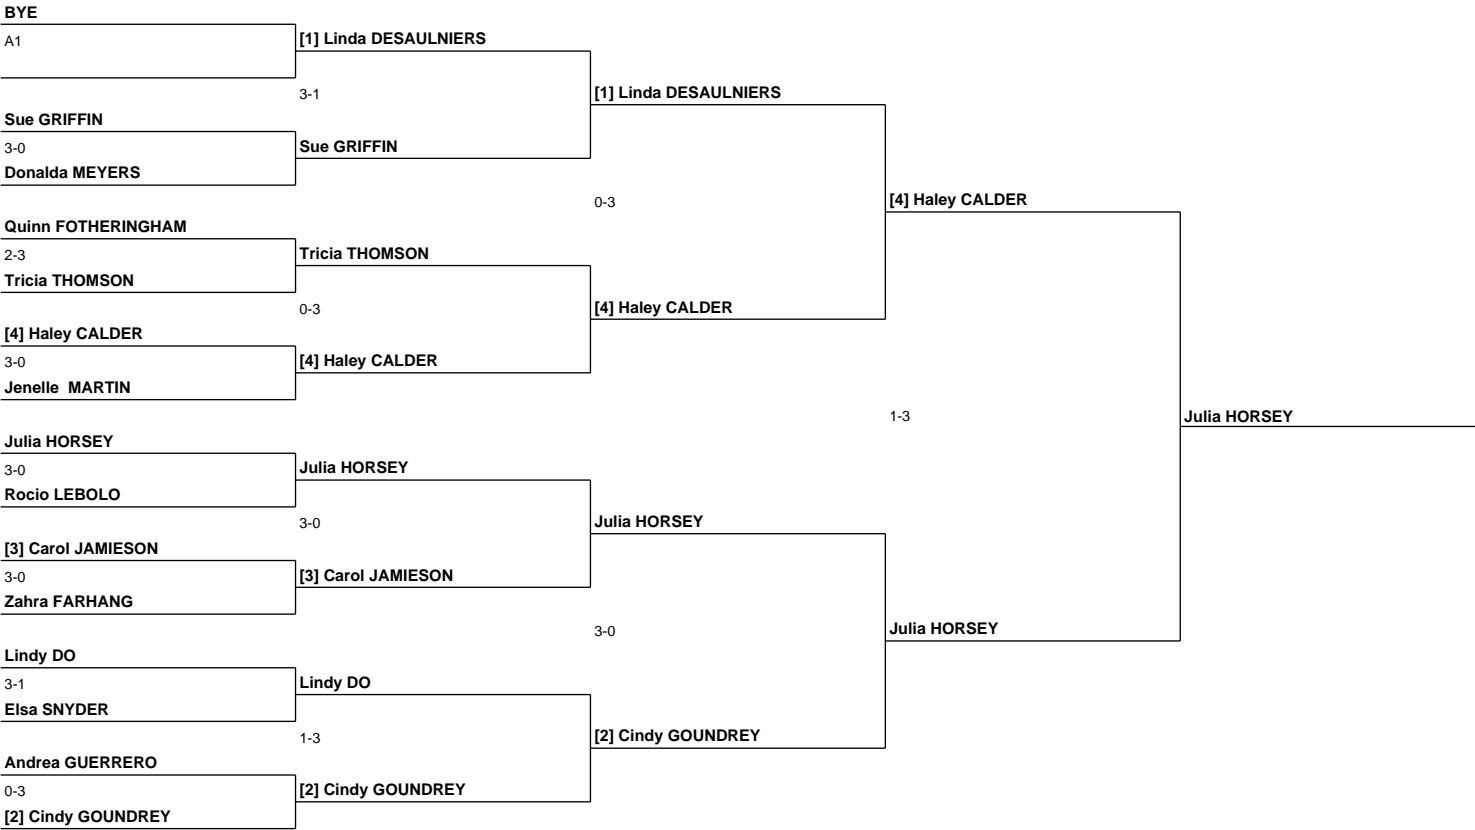 BYE
A1
Sue GRIFFIN
3-0
Donalda MEYERS
Quinn FOTHERINGHAM
2-3
Tricia THOMSON
[4] Haley CALDER
3-0
Jenelle  MARTIN
Julia HORSEY
3-0
Rocio LEBOLO
[3] Carol JAMIESON
3-0
Zahra FARHANG
Lindy DO
3-1
Elsa SNYDER
Andrea GUERRERO
0-3
[2] Cindy GOUNDREY
[1] Linda DESAULNIERS
3-1
Sue GRIFFIN
Tricia THOMSON
0-3
[4] Haley CALDER
Julia HORSEY
3-0
[3] Carol JAMIESON
Lindy DO
1-3
[2] Cindy GOUNDREY
[1] Linda DESAULNIERS
0-3
[4] Haley CALDER
Julia HORSEY
3-0
[2] Cindy GOUNDREY
[4] Haley CALDER
1-3
Julia HORSEY
Julia HORSEY